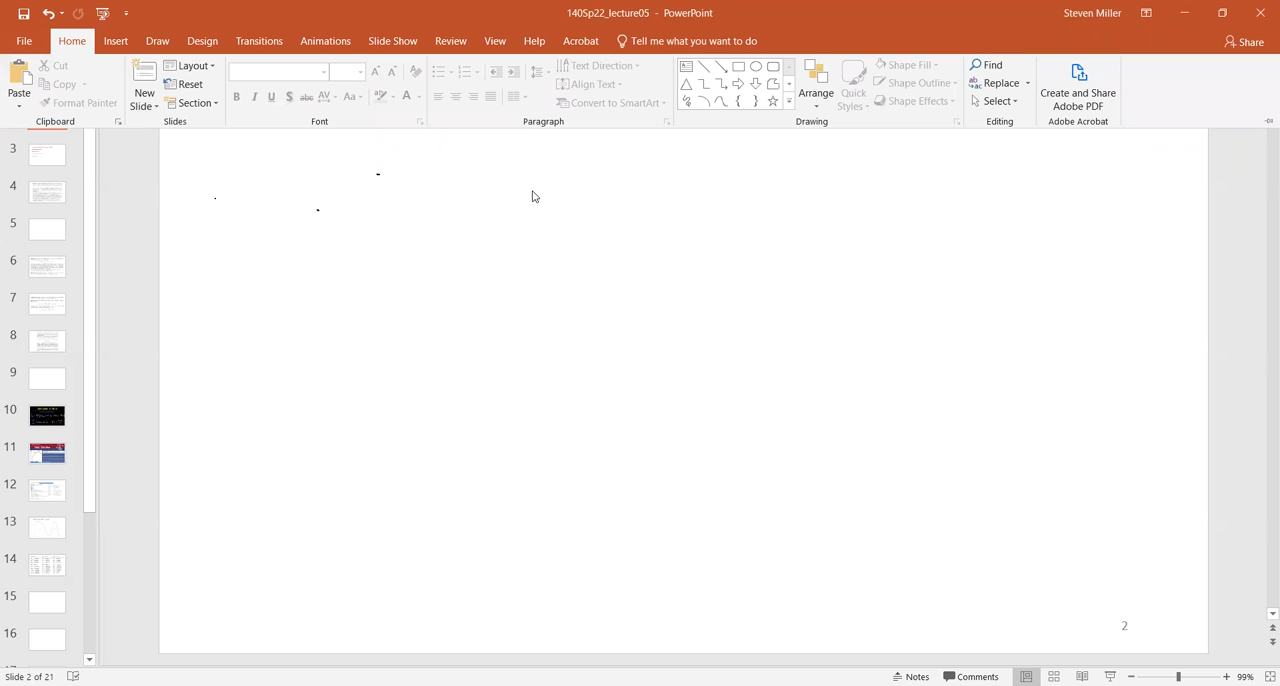 140Sp22_lecture05 - PowerPoint
Steven Miller
File Home Insert Draw Design Transitions Animations Slide Show Review View Help Acrobat Tell me what you want to do
Share
Paste
Cut
Copy
Format Painter
Clipboard
New
Slide
Layout
Reset
Section
Slides
B I U S abc AV Aa A
Font
Text Direction
Align Text
Convert to SmartArt
Paragraph
Arrange
Quick
Styles
Shape Fill
Shape Outline
Shape Effects
Drawing
Find
Replace
Select
Editing
Create and Share
Adobe PDF
Adobe Acrobat
3
4
5
6
7
8
9
10
11
12
13
14
15
16
2
Slide 2 of 21
Notes
Comments
99%